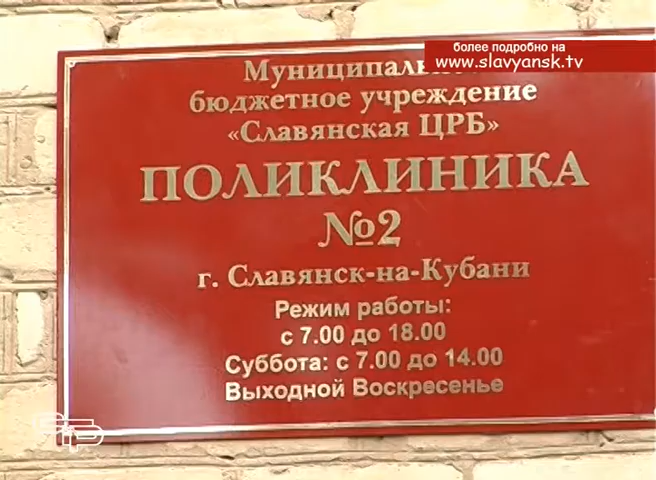 более подробно на
www.slavyansk.tv
Муниципальное
бюджетное учреждение
«Славянская ЦРБ»
ПОЛИКЛИНИКА
№2
г. Славянск-на-Кубани
Режим работы:
с 7.00 до 18.00
Суббота: с 7.00 до 14.00
Выходной Воскресенье